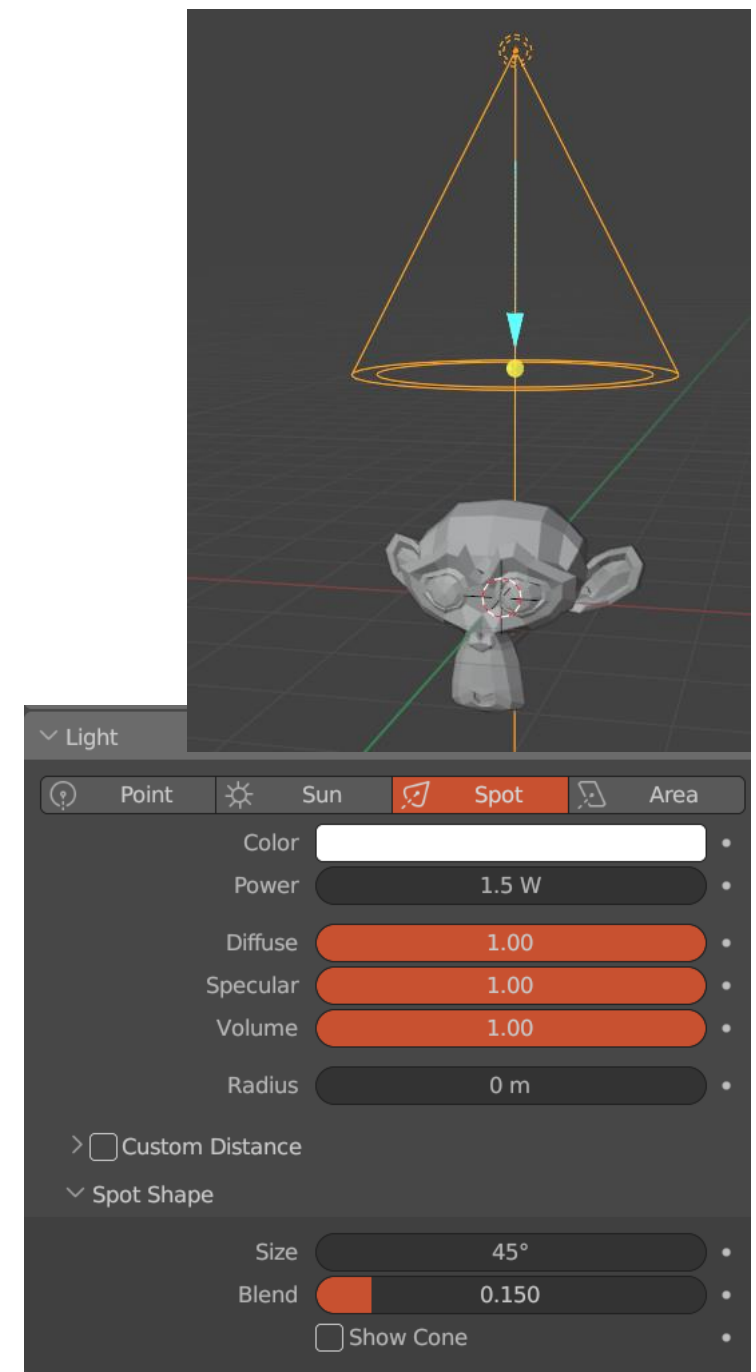 Light
Point Sun Spot Area
Color
Power 1.5 W
Diffuse 1.00
Specular 1.00
Volume 1.00
Radius 0 m
Custom Distance
Spot Shape
Size 45°
Blend 0.150
Show Cone